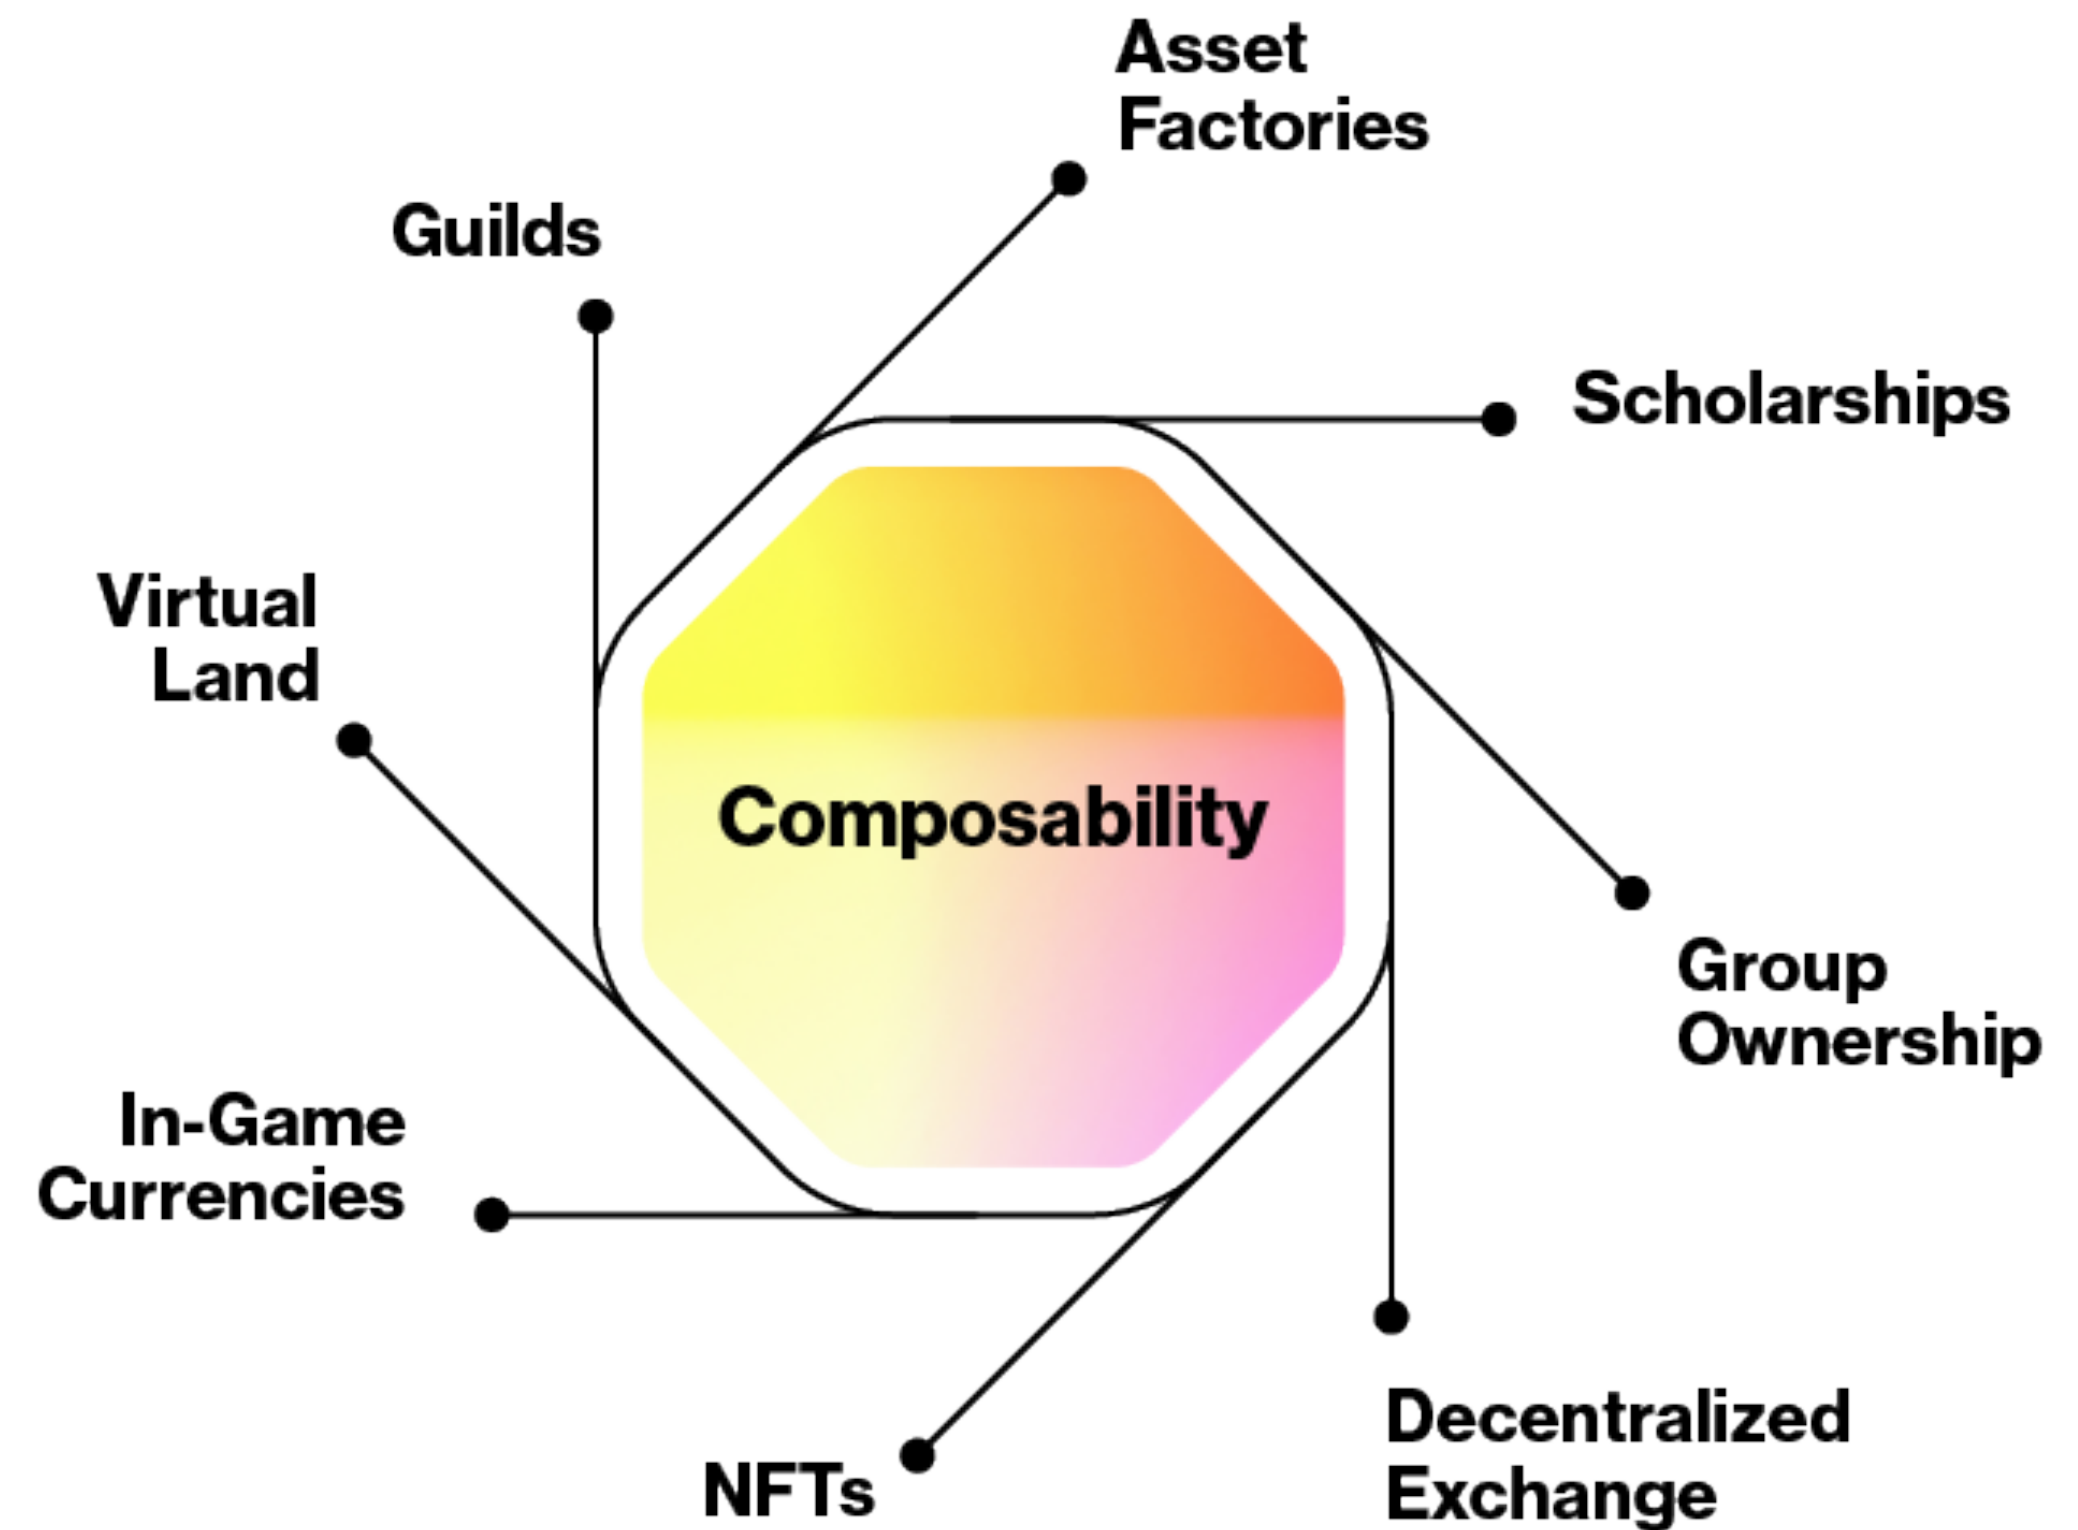 Asset
Factories
Guilds
Scholarships
Virtual
Land
Composability
Group
Ownership
In-Game
Currencies
Decentralized
Exchange
NFTs